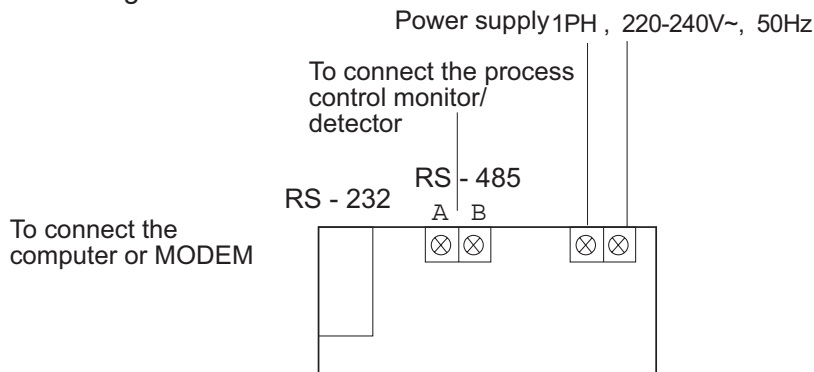 Power supply 1PH , 220-240V~, 50Hz
To connect the process
control monitor/
detector
RS - 485
RS - 232
A B
To connect the
computer or MODEM